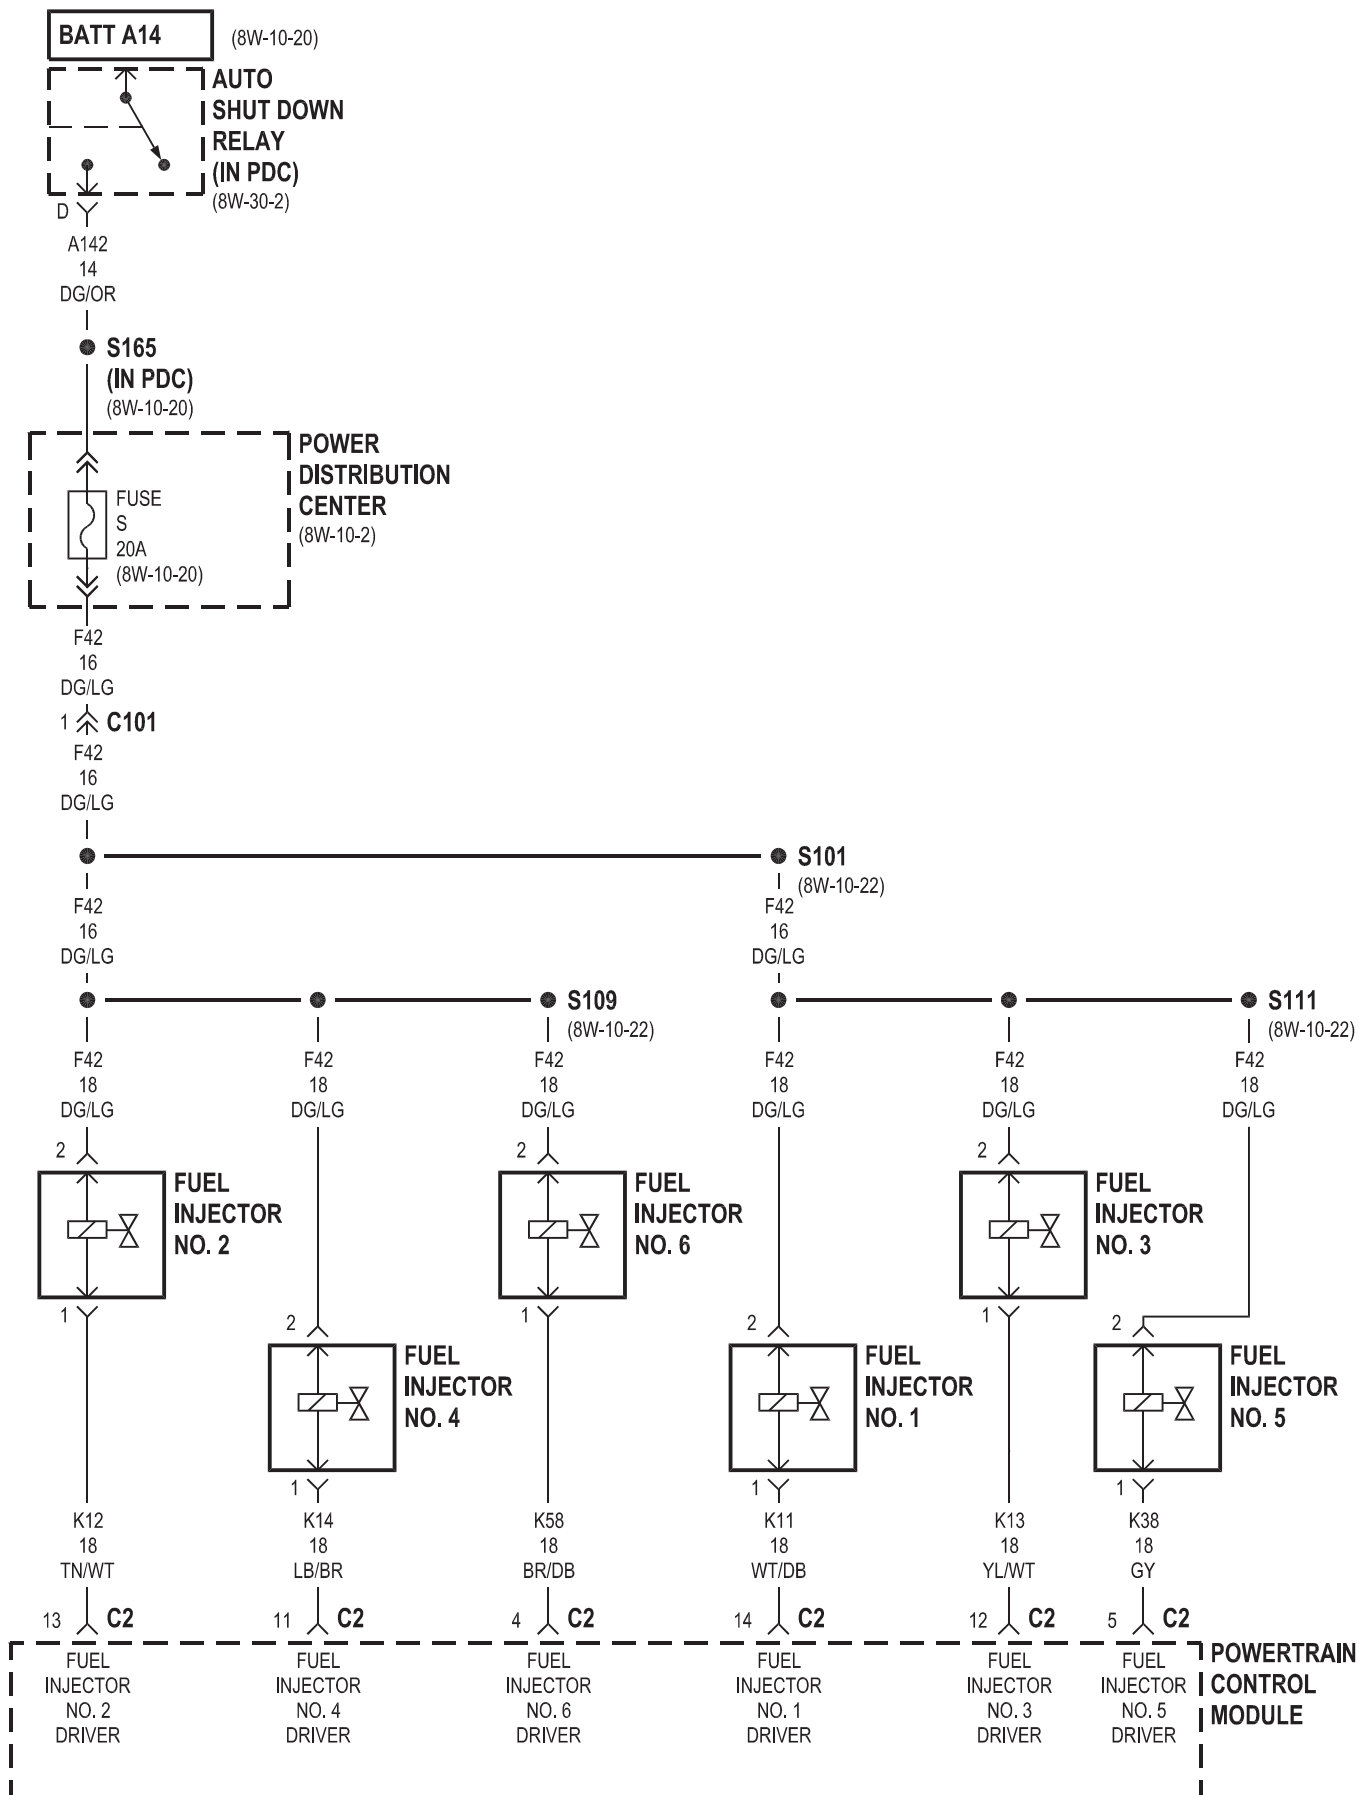 BATT A14
(8W-10-20)
AUTO
SHUT DOWN
RELAY
(IN PDC)
(8W-30-2)
D
A142
14
DG/OR
S165
(IN PDC)
(8W-10-20)
POWER
DISTRIBUTION
CENTER
(8W-10-2)
FUSE
S
20A
(8W-10-20)
F42
16
DG/LG
1 C101
F42
16
DG/LG
S101
(8W-10-22)
F42
16
DG/LG
F42
16
DG/LG
S109
(8W-10-22)
S111
(8W-10-22)
F42
18
DG/LG
F42
18
DG/LG
F42
18
DG/LG
F42
18
DG/LG
F42
18
DG/LG
F42
18
DG/LG
2
FUEL
INJECTOR
NO. 2
1
2
FUEL
INJECTOR
NO. 6
1
2
FUEL
INJECTOR
NO. 3
1
2
FUEL
INJECTOR
NO. 4
1
2
FUEL
INJECTOR
NO. 1
1
2
FUEL
INJECTOR
NO. 5
1
K12
18
TN/WT
13 C2
K14
18
LB/BR
11 C2
K58
18
BR/DB
4 C2
K11
18
WT/DB
14 C2
K13
18
YL/WT
12 C2
K38
18
GY
5 C2
FUEL
INJECTOR
NO. 2
DRIVER
FUEL
INJECTOR
NO. 4
DRIVER
FUEL
INJECTOR
NO. 6
DRIVER
FUEL
INJECTOR
NO. 1
DRIVER
FUEL
INJECTOR
NO. 3
DRIVER
FUEL
INJECTOR
NO. 5
DRIVER
POWERTRAIN
CONTROL
MODULE